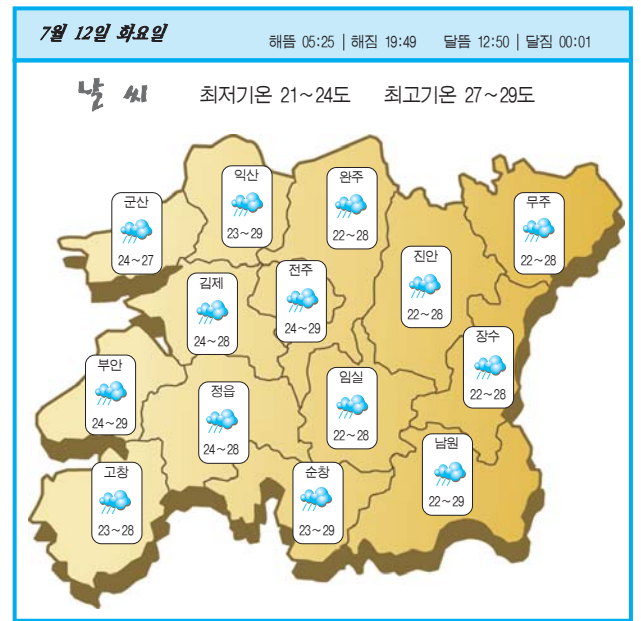 7월 12일 화요일
해뜸 05:25 | 해짐 19:49 달뜸 12:50 | 달짐 00:01
날씨 최저기온 21~24도 최고기온 27~29도
익산
23~29
완주
22~28
군산
24~27
무주
22~28
진안
22~28
전주
24~29
김제
24~28
장수
22~28
부안
24~29
정읍
24~28
임실
22~28
남원
22~29
고창
23~28
순창
23~29